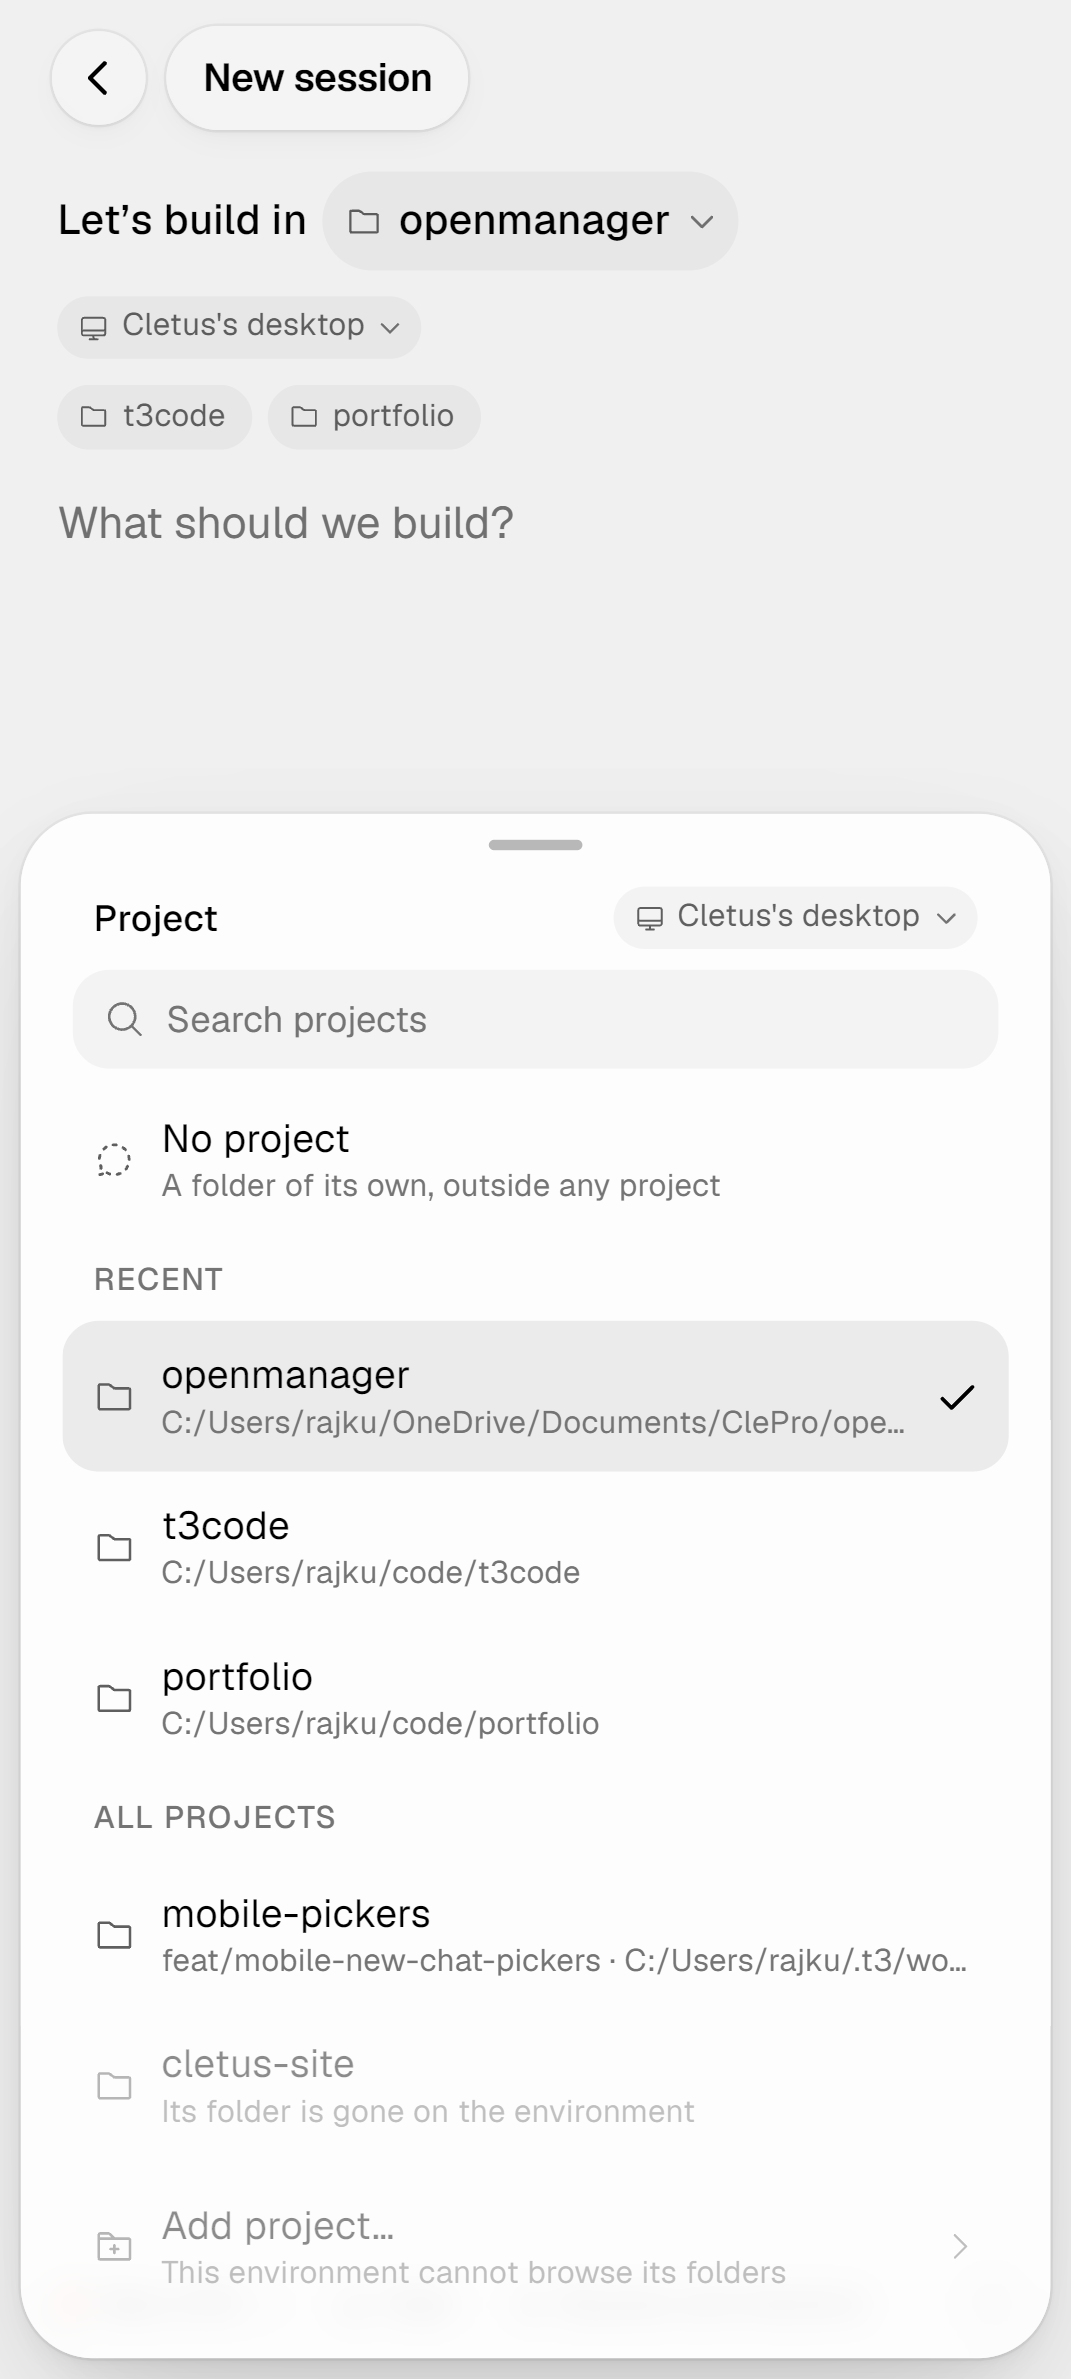 New session
Let’s build in openmanager
Cletus's desktop
t3code portfolio
What should we build?
Project Cletus's desktop
Search projects
No project
A folder of its own, outside any project
RECENT
openmanager
C:/Users/rajku/OneDrive/Documents/ClePro/ope…
t3code
C:/Users/rajku/code/t3code
portfolio
C:/Users/rajku/code/portfolio
ALL PROJECTS
mobile-pickers
feat/mobile-new-chat-pickers · C:/Users/rajku/.t3/wo…
cletus-site
Its folder is gone on the environment
Add project…
This environment cannot browse its folders